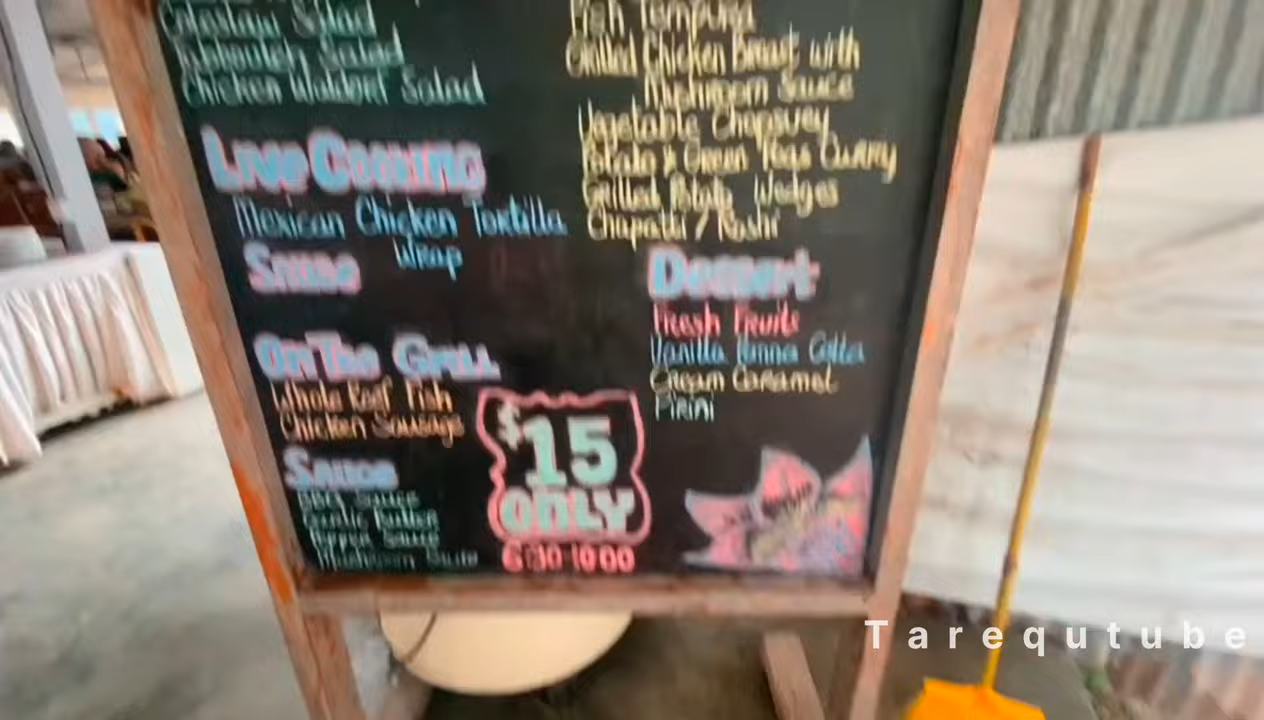 Coleslaw Salad
Salad
Chicken Waldorf Salad
Live Cooking
Mexican Chicken Tortilla
Wrap
Sauce
On The Grill
Whole Reef Fish
Chicken Sausage
Sauce
BBQ Sauce
Garlic Butter
Pepper Sauce
Mushroom Sauce
$15
ONLY
6:30-10:00
Fish Tempura
Grilled Chicken Breast with
Mushroom Sauce
Vegetable Chopsuey
Potato & Green Peas Curry
Grilled Potato Wedges
Chapatti / Roshi
Dessert
Fresh Fruits
Vanilla Panna Cotta
Cream Caramel
Pirini
Tarequtube